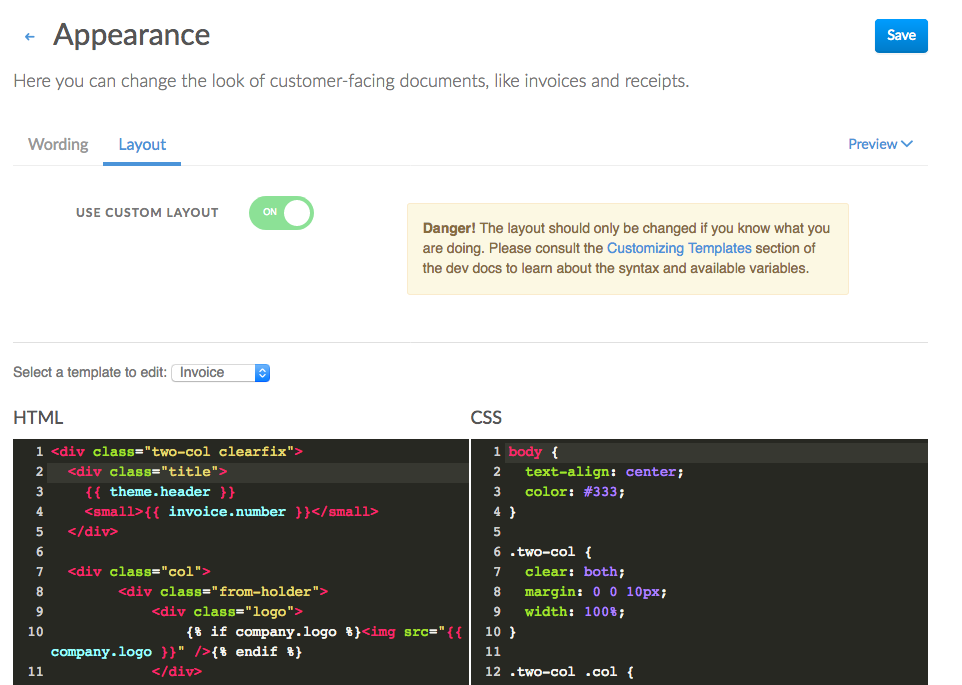 ← Appearance
Save
Here you can change the look of customer-facing documents, like invoices and receipts.
Wording
Layout
Preview
USE CUSTOM LAYOUT
ON
Danger! The layout should only be changed if you know what you
are doing. Please consult the Customizing Templates section of
the dev docs to learn about the syntax and available variables.
Select a template to edit: Invoice
HTML
1 <div class="two-col clearfix">
2   <div class="title">
3     {{ theme.header }}
4     <small>{{ invoice.number }}</small>
5   </div>
6
7   <div class="col">
8         <div class="from-holder">
9             <div class="logo">
10                 {% if company.logo %}<img src="{{
company.logo }}" />{% endif %}
11             </div>
CSS
1 body {
2   text-align: center;
3   color: #333;
4 }
5
6 .two-col {
7   clear: both;
8   margin: 0 0 10px;
9   width: 100%;
10 }
11
12 .two-col .col {